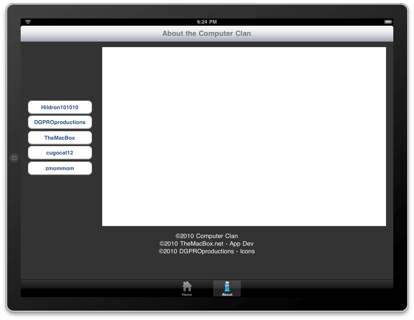 6:24 PM
About the Computer Clan
Hildron101010
DGPROproductions
TheMacBox
cugocat12
zmommom
©2010 Computer Clan
©2010 TheMacBox.net - App Dev
©2010 DGPROproductions - Icons
Home
About